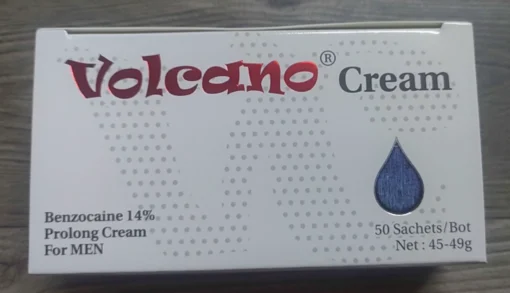 Volcano® Cream
Benzocaine 14%
Prolong Cream
For MEN
50 Sachets/Bot
Net : 45-49g